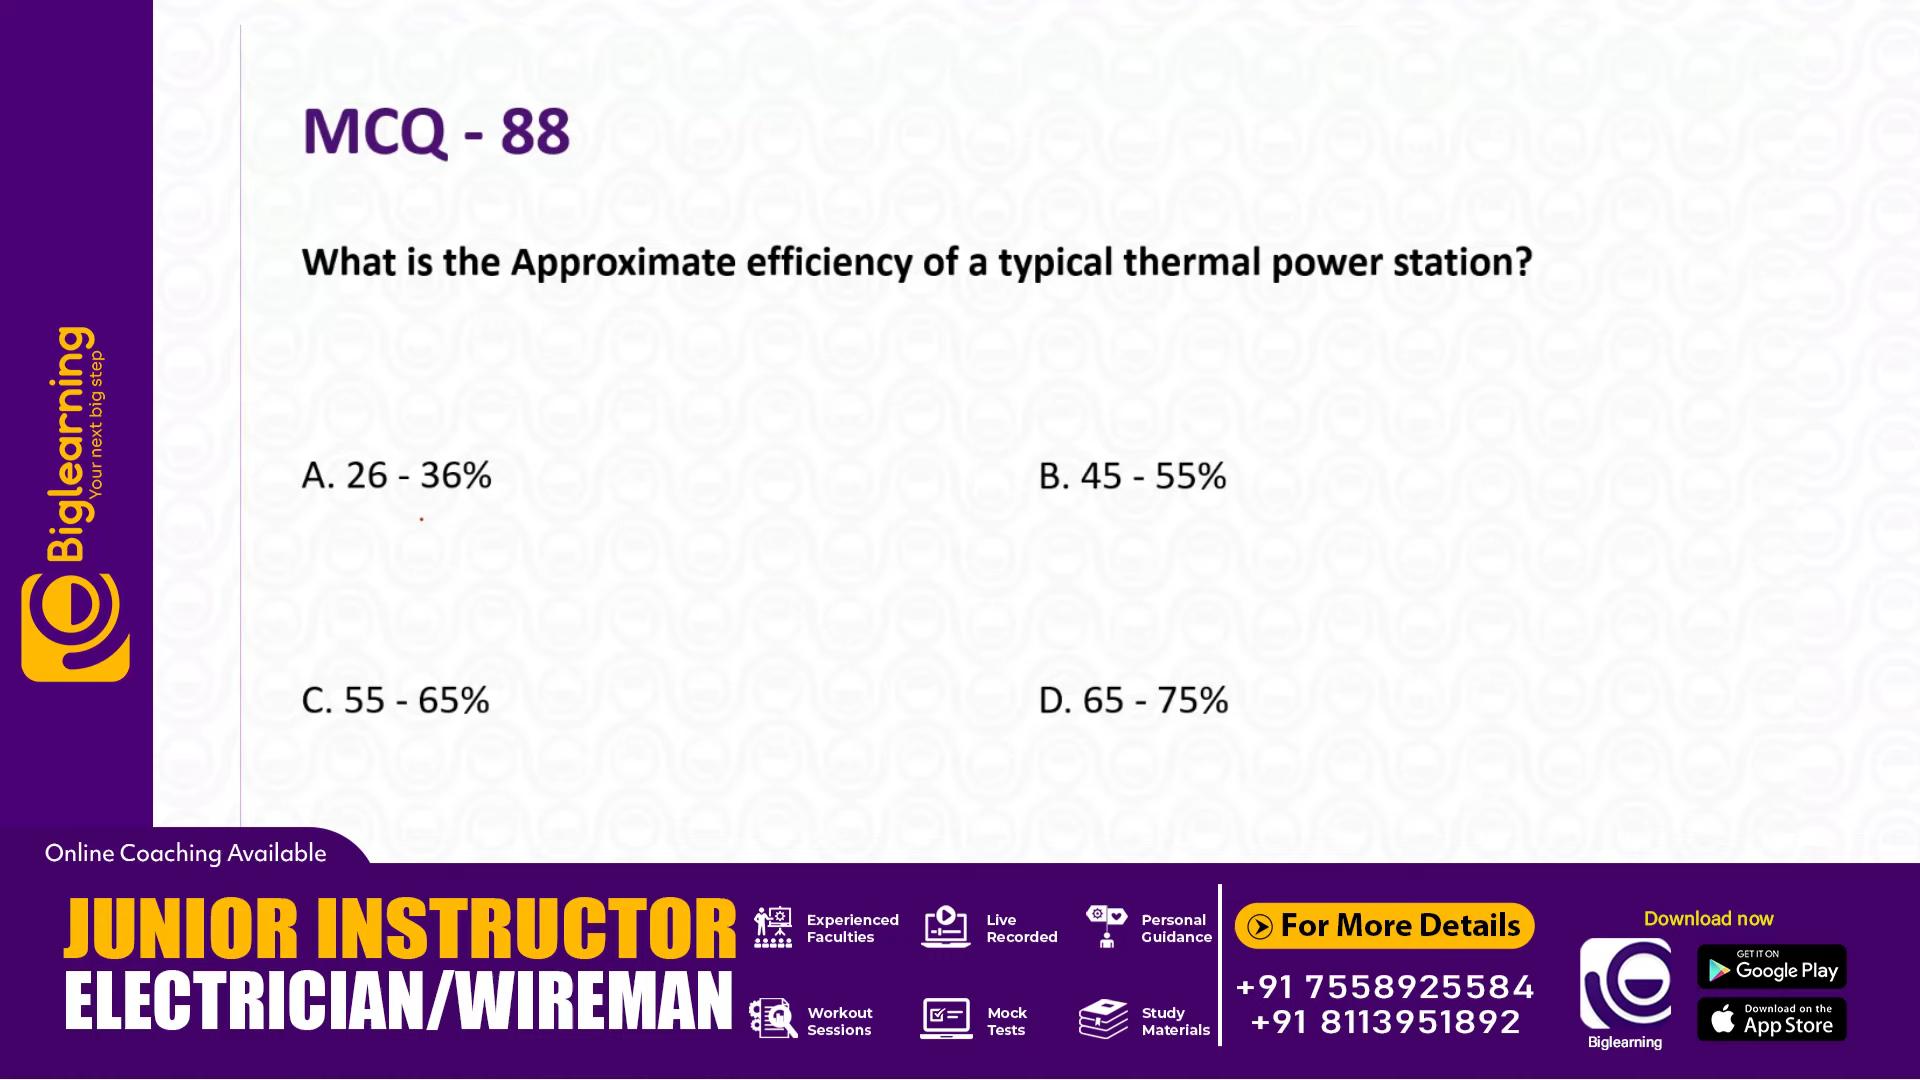 MCQ - 88
What is the Approximate efficiency of a typical thermal power station?
A. 26 - 36%
B. 45 - 55%
C. 55 - 65%
D. 65 - 75%
Biglearning
Your next big step
Online Coaching Available
JUNIOR INSTRUCTOR
ELECTRICIAN/WIREMAN
Experienced
Faculties
Live
Recorded
Personal
Guidance
Workout
Sessions
Mock
Tests
Study
Materials
For More Details
+91 7558925584
+91 8113951892
Download now
Biglearning
GET IT ON
Google Play
Download on the
App Store